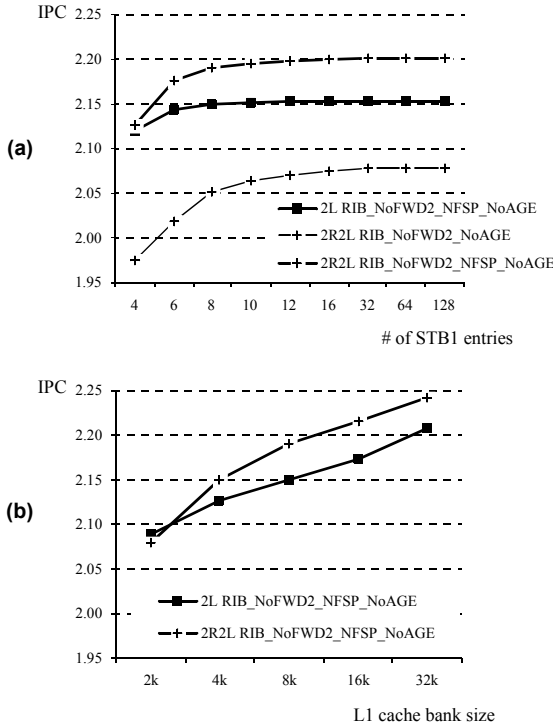 IPC
2.25
2.20
2.15
2.10
2.05
2.00
1.95
(a)
2L RIB_NoFWD2_NFSP_NoAGE
2R2L RIB_NoFWD2_NoAGE
2R2L RIB_NoFWD2_NFSP_NoAGE
4 6 8 10 12 16 32 64 128
# of STB1 entries
IPC
2.25
2.20
2.15
2.10
2.05
2.00
1.95
(b)
2L RIB_NoFWD2_NFSP_NoAGE
2R2L RIB_NoFWD2_NFSP_NoAGE
2k 4k 8k 16k 32k
L1 cache bank size